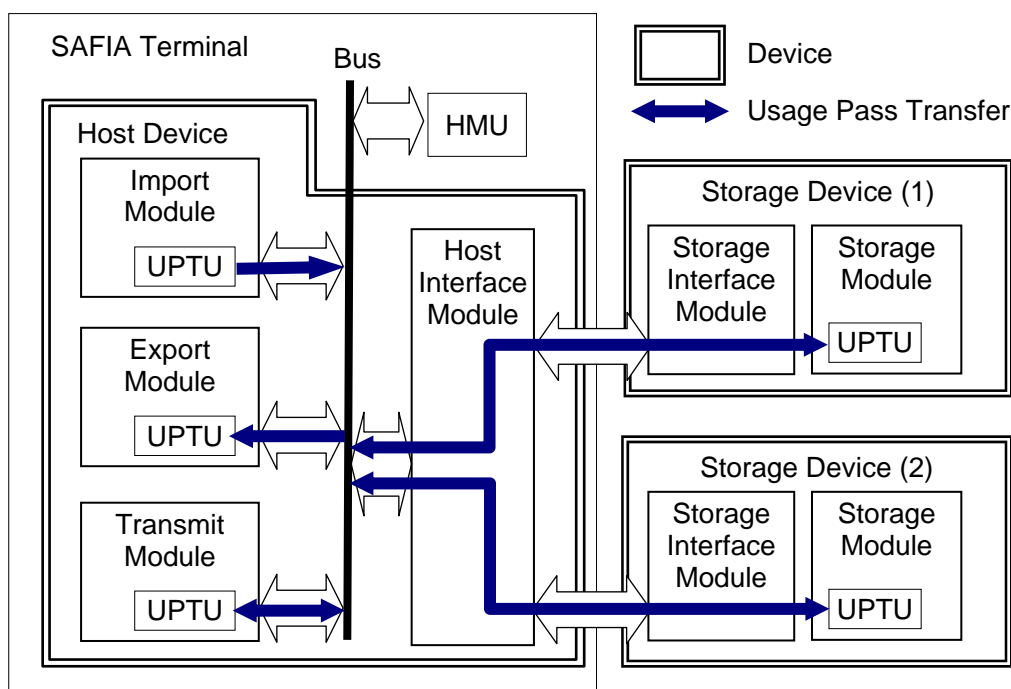 SAFIA Terminal
Bus
HMU
Device
Usage Pass Transfer
Host Device
Import
Module
UPTU
Export
Module
UPTU
Transmit
Module
UPTU
Host
Interface
Module
Storage Device (1)
Storage
Interface
Module
Storage
Module
UPTU
Storage Device (2)
Storage
Interface
Module
Storage
Module
UPTU